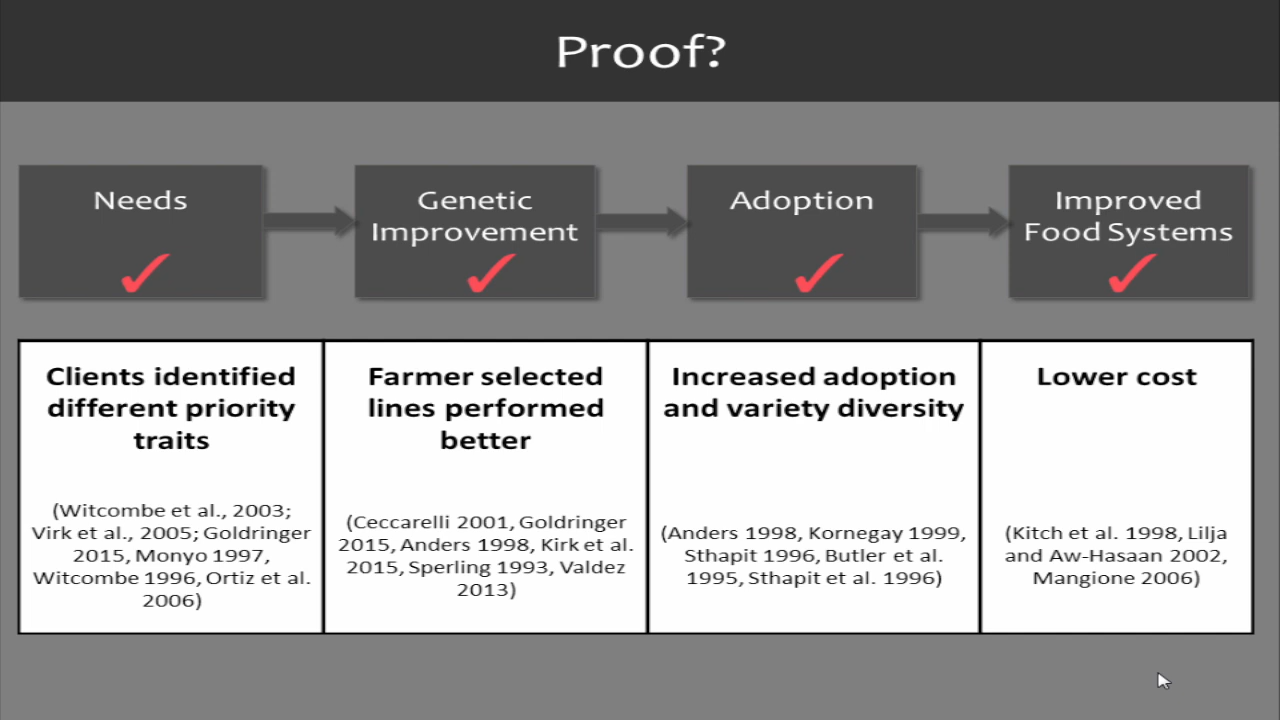 Proof?
Needs
Genetic
Improvement
Adoption
Improved
Food Systems
Clients identified
different priority
traits
(Witcombe et al., 2003;
Virk et al., 2005; Goldringer
2015, Monyo 1997,
Witcombe 1996, Ortiz et al.
2006)
Farmer selected
lines performed
better
(Ceccarelli 2001, Goldringer
2015, Anders 1998, Kirk et al.
2015, Sperling 1993, Valdez
2013)
Increased adoption
and variety diversity
(Anders 1998, Kornegay 1999,
Sthapit 1996, Butler et al.
1995, Sthapit et al. 1996)
Lower cost
(Kitch et al. 1998, Lilja
and Aw-Hasaan 2002,
Mangione 2006)